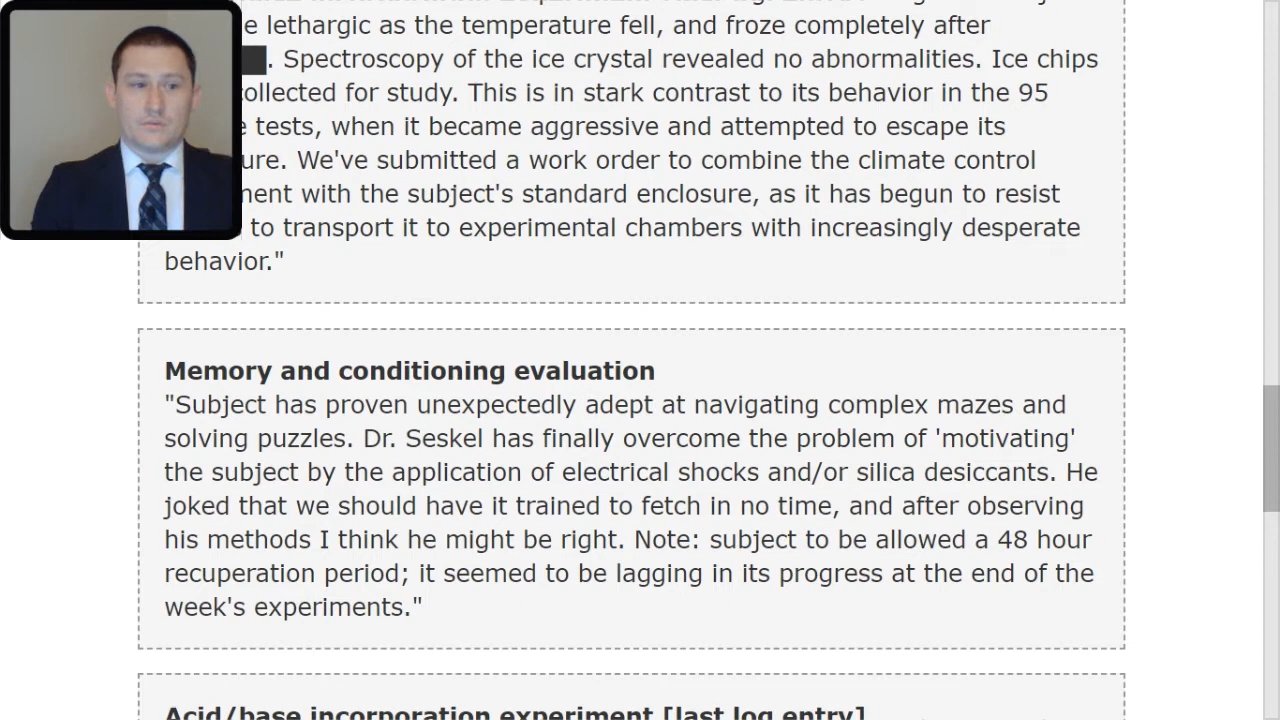 lethargic as the temperature fell, and froze completely after
. Spectroscopy of the ice crystal revealed no abnormalities. Ice chips
collected for study. This is in stark contrast to its behavior in the 95
tests, when it became aggressive and attempted to escape its
We've submitted a work order to combine the climate control
with the subject's standard enclosure, as it has begun to resist
to transport it to experimental chambers with increasingly desperate
behavior."
Memory and conditioning evaluation
"Subject has proven unexpectedly adept at navigating complex mazes and
solving puzzles. Dr. Seskel has finally overcome the problem of 'motivating'
the subject by the application of electrical shocks and/or silica desiccants. He
joked that we should have it trained to fetch in no time, and after observing
his methods I think he might be right. Note: subject to be allowed a 48 hour
recuperation period; it seemed to be lagging in its progress at the end of the
week's experiments."
Acid/base incorporation experiment [last log entry]